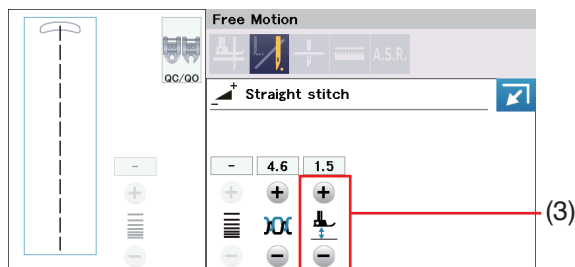 Free Motion
A.S.R.
QC/QO
Straight stitch
- - 4.6 1.5
(3)